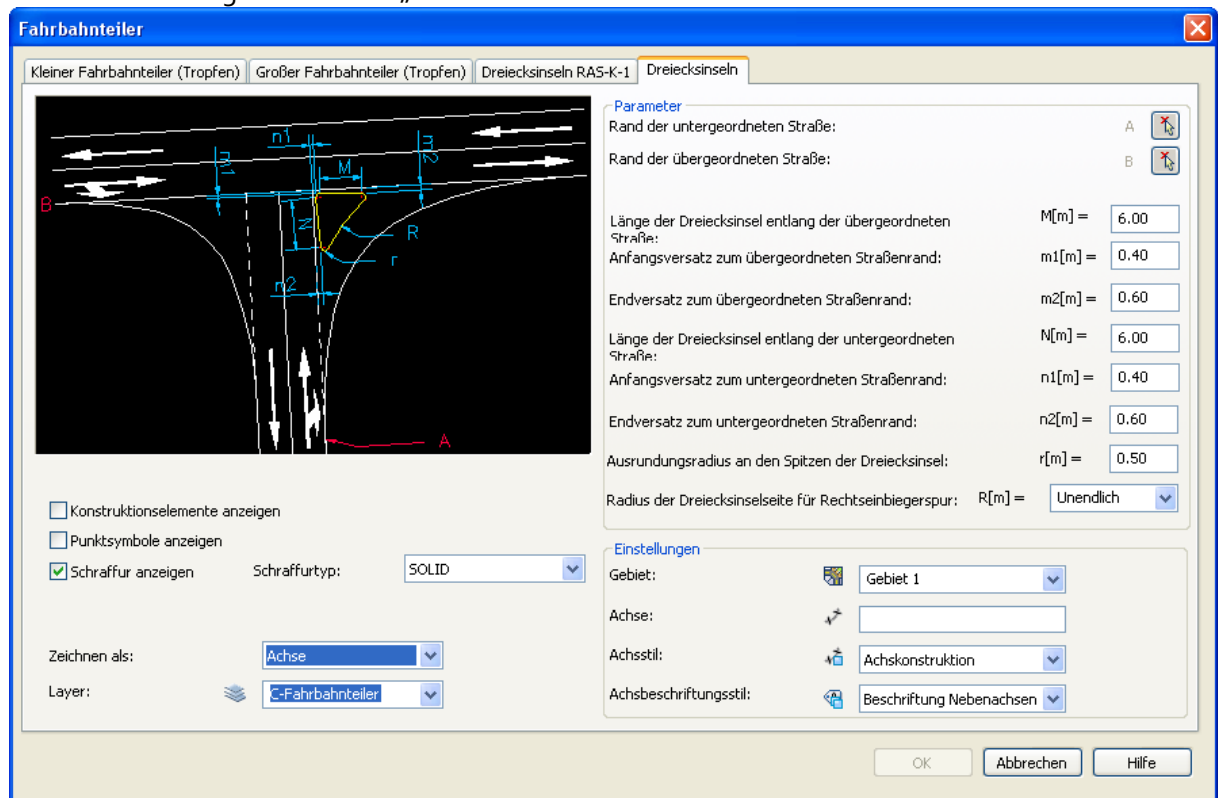 Fahrbahnteiler
Kleiner Fahrbahnteiler (Tropfen) Großer Fahrbahnteiler (Tropfen) Dreiecksinseln RAS-K-1 Dreiecksinseln
n1
m1
m2
M
B
N
R
r
n2
A
Parameter
Rand der untergeordneten Straße: A
Rand der übergeordneten Straße: B
Länge der Dreiecksinsel entlang der übergeordneten M[m] = 6.00
Straße:
Anfangsversatz zum übergeordneten Straßenrand: m1[m] = 0.40
Endversatz zum übergeordneten Straßenrand: m2[m] = 0.60
Länge der Dreiecksinsel entlang der untergeordneten N[m] = 6.00
Straße:
Anfangsversatz zum untergeordneten Straßenrand: n1[m] = 0.40
Endversatz zum untergeordneten Straßenrand: n2[m] = 0.60
Ausrundungsradius an den Spitzen der Dreiecksinsel: r[m] = 0.50
Radius der Dreiecksinselseite für Rechtseinbiegerspur: R[m] = Unendlich
Konstruktionselemente anzeigen
Punktsymbole anzeigen
Schraffur anzeigen Schraffurtyp: SOLID
Zeichnen als: Achse
Layer: C-Fahrbahnteiler
Einstellungen
Gebiet: Gebiet 1
Achse:
Achsstil: Achskonstruktion
Achsbeschriftungsstil: Beschriftung Nebenachsen
OK Abbrechen Hilfe